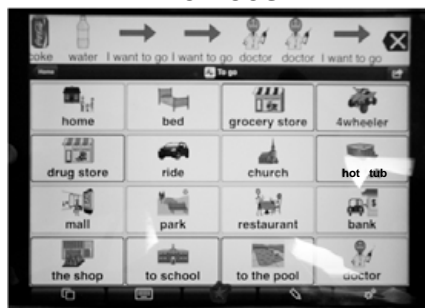 coke water I want to go I want to go doctor doctor I want to go
Home To go
home bed grocery store 4wheeler
drug store ride church hot tub
mall park restaurant bank
the shop to school to the pool doctor